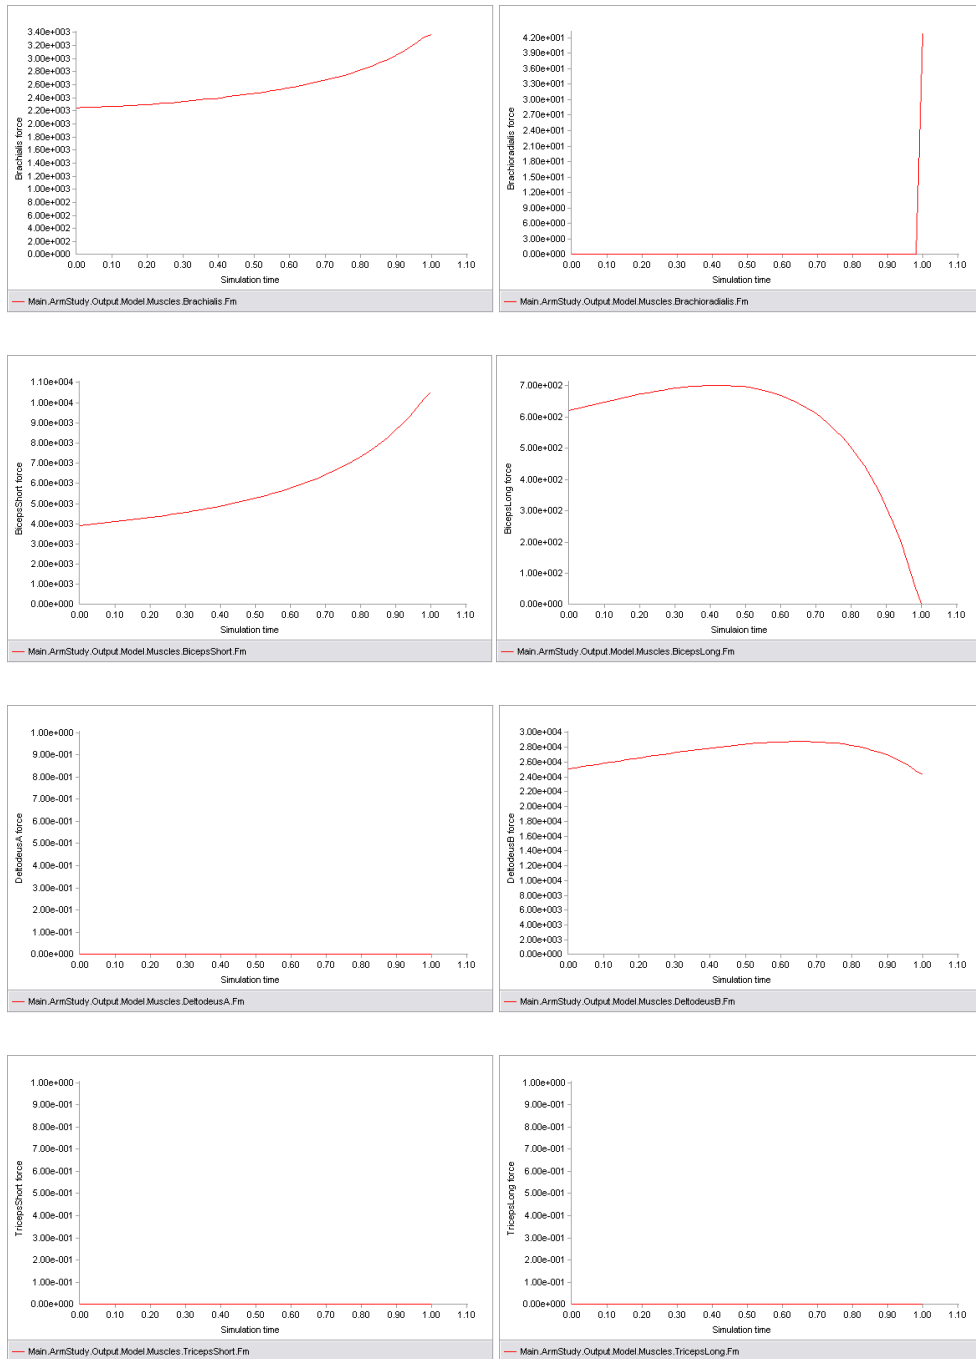 3.40e+003
3.20e+003
3.00e+003
2.80e+003
2.60e+003
2.40e+003
2.20e+003
2.00e+003
1.80e+003
1.60e+003
1.40e+003
1.20e+003
1.00e+003
8.00e+002
6.00e+002
4.00e+002
2.00e+002
0.00e+000
Brachialis force
0.00 0.10 0.20 0.30 0.40 0.50 0.60 0.70 0.80 0.90 1.00 1.10
Simulation time
Main.ArmStudy.Output.Model.Muscles.Brachialis.Fm
4.20e+001
3.90e+001
3.60e+001
3.30e+001
3.00e+001
2.70e+001
2.40e+001
2.10e+001
1.80e+001
1.50e+001
1.20e+001
9.00e+000
6.00e+000
3.00e+000
0.00e+000
Brachioradialis force
0.00 0.10 0.20 0.30 0.40 0.50 0.60 0.70 0.80 0.90 1.00 1.10
Simulation time
Main.ArmStudy.Output.Model.Muscles.Brachioradialis.Fm
1.10e+004
1.00e+004
9.00e+003
8.00e+003
7.00e+003
6.00e+003
5.00e+003
4.00e+003
3.00e+003
2.00e+003
1.00e+003
0.00e+000
BicepsShort force
0.00 0.10 0.20 0.30 0.40 0.50 0.60 0.70 0.80 0.90 1.00 1.10
Simulation time
Main.ArmStudy.Output.Model.Muscles.BicepsShort.Fm
7.00e+002
6.00e+002
5.00e+002
4.00e+002
3.00e+002
2.00e+002
1.00e+002
0.00e+000
BicepsLong force
0.00 0.10 0.20 0.30 0.40 0.50 0.60 0.70 0.80 0.90 1.00 1.10
Simulaion time
Main.ArmStudy.Output.Model.Muscles.BicepsLong.Fm
1.00e+000
9.00e-001
8.00e-001
7.00e-001
6.00e-001
5.00e-001
4.00e-001
3.00e-001
2.00e-001
1.00e-001
0.00e+000
DeltodeusA force
0.00 0.10 0.20 0.30 0.40 0.50 0.60 0.70 0.80 0.90 1.00 1.10
Simulation time
Main.ArmStudy.Output.Model.Muscles.DeltodeusA.Fm
3.00e+004
2.80e+004
2.60e+004
2.40e+004
2.20e+004
2.00e+004
1.80e+004
1.60e+004
1.40e+004
1.20e+004
1.00e+004
8.00e+003
6.00e+003
4.00e+003
2.00e+003
0.00e+000
DeltodeusB force
0.00 0.10 0.20 0.30 0.40 0.50 0.60 0.70 0.80 0.90 1.00 1.10
Simulation time
Main.ArmStudy.Output.Model.Muscles.DeltodeusB.Fm
1.00e+000
9.00e-001
8.00e-001
7.00e-001
6.00e-001
5.00e-001
4.00e-001
3.00e-001
2.00e-001
1.00e-001
0.00e+000
TricepsShort force
0.00 0.10 0.20 0.30 0.40 0.50 0.60 0.70 0.80 0.90 1.00 1.10
Simulation time
Main.ArmStudy.Output.Model.Muscles.TricepsShort.Fm
1.00e+000
9.00e-001
8.00e-001
7.00e-001
6.00e-001
5.00e-001
4.00e-001
3.00e-001
2.00e-001
1.00e-001
0.00e+000
TricepsLong force
0.00 0.10 0.20 0.30 0.40 0.50 0.60 0.70 0.80 0.90 1.00 1.10
Simulation time
Main.ArmStudy.Output.Model.Muscles.TricepsLong.Fm